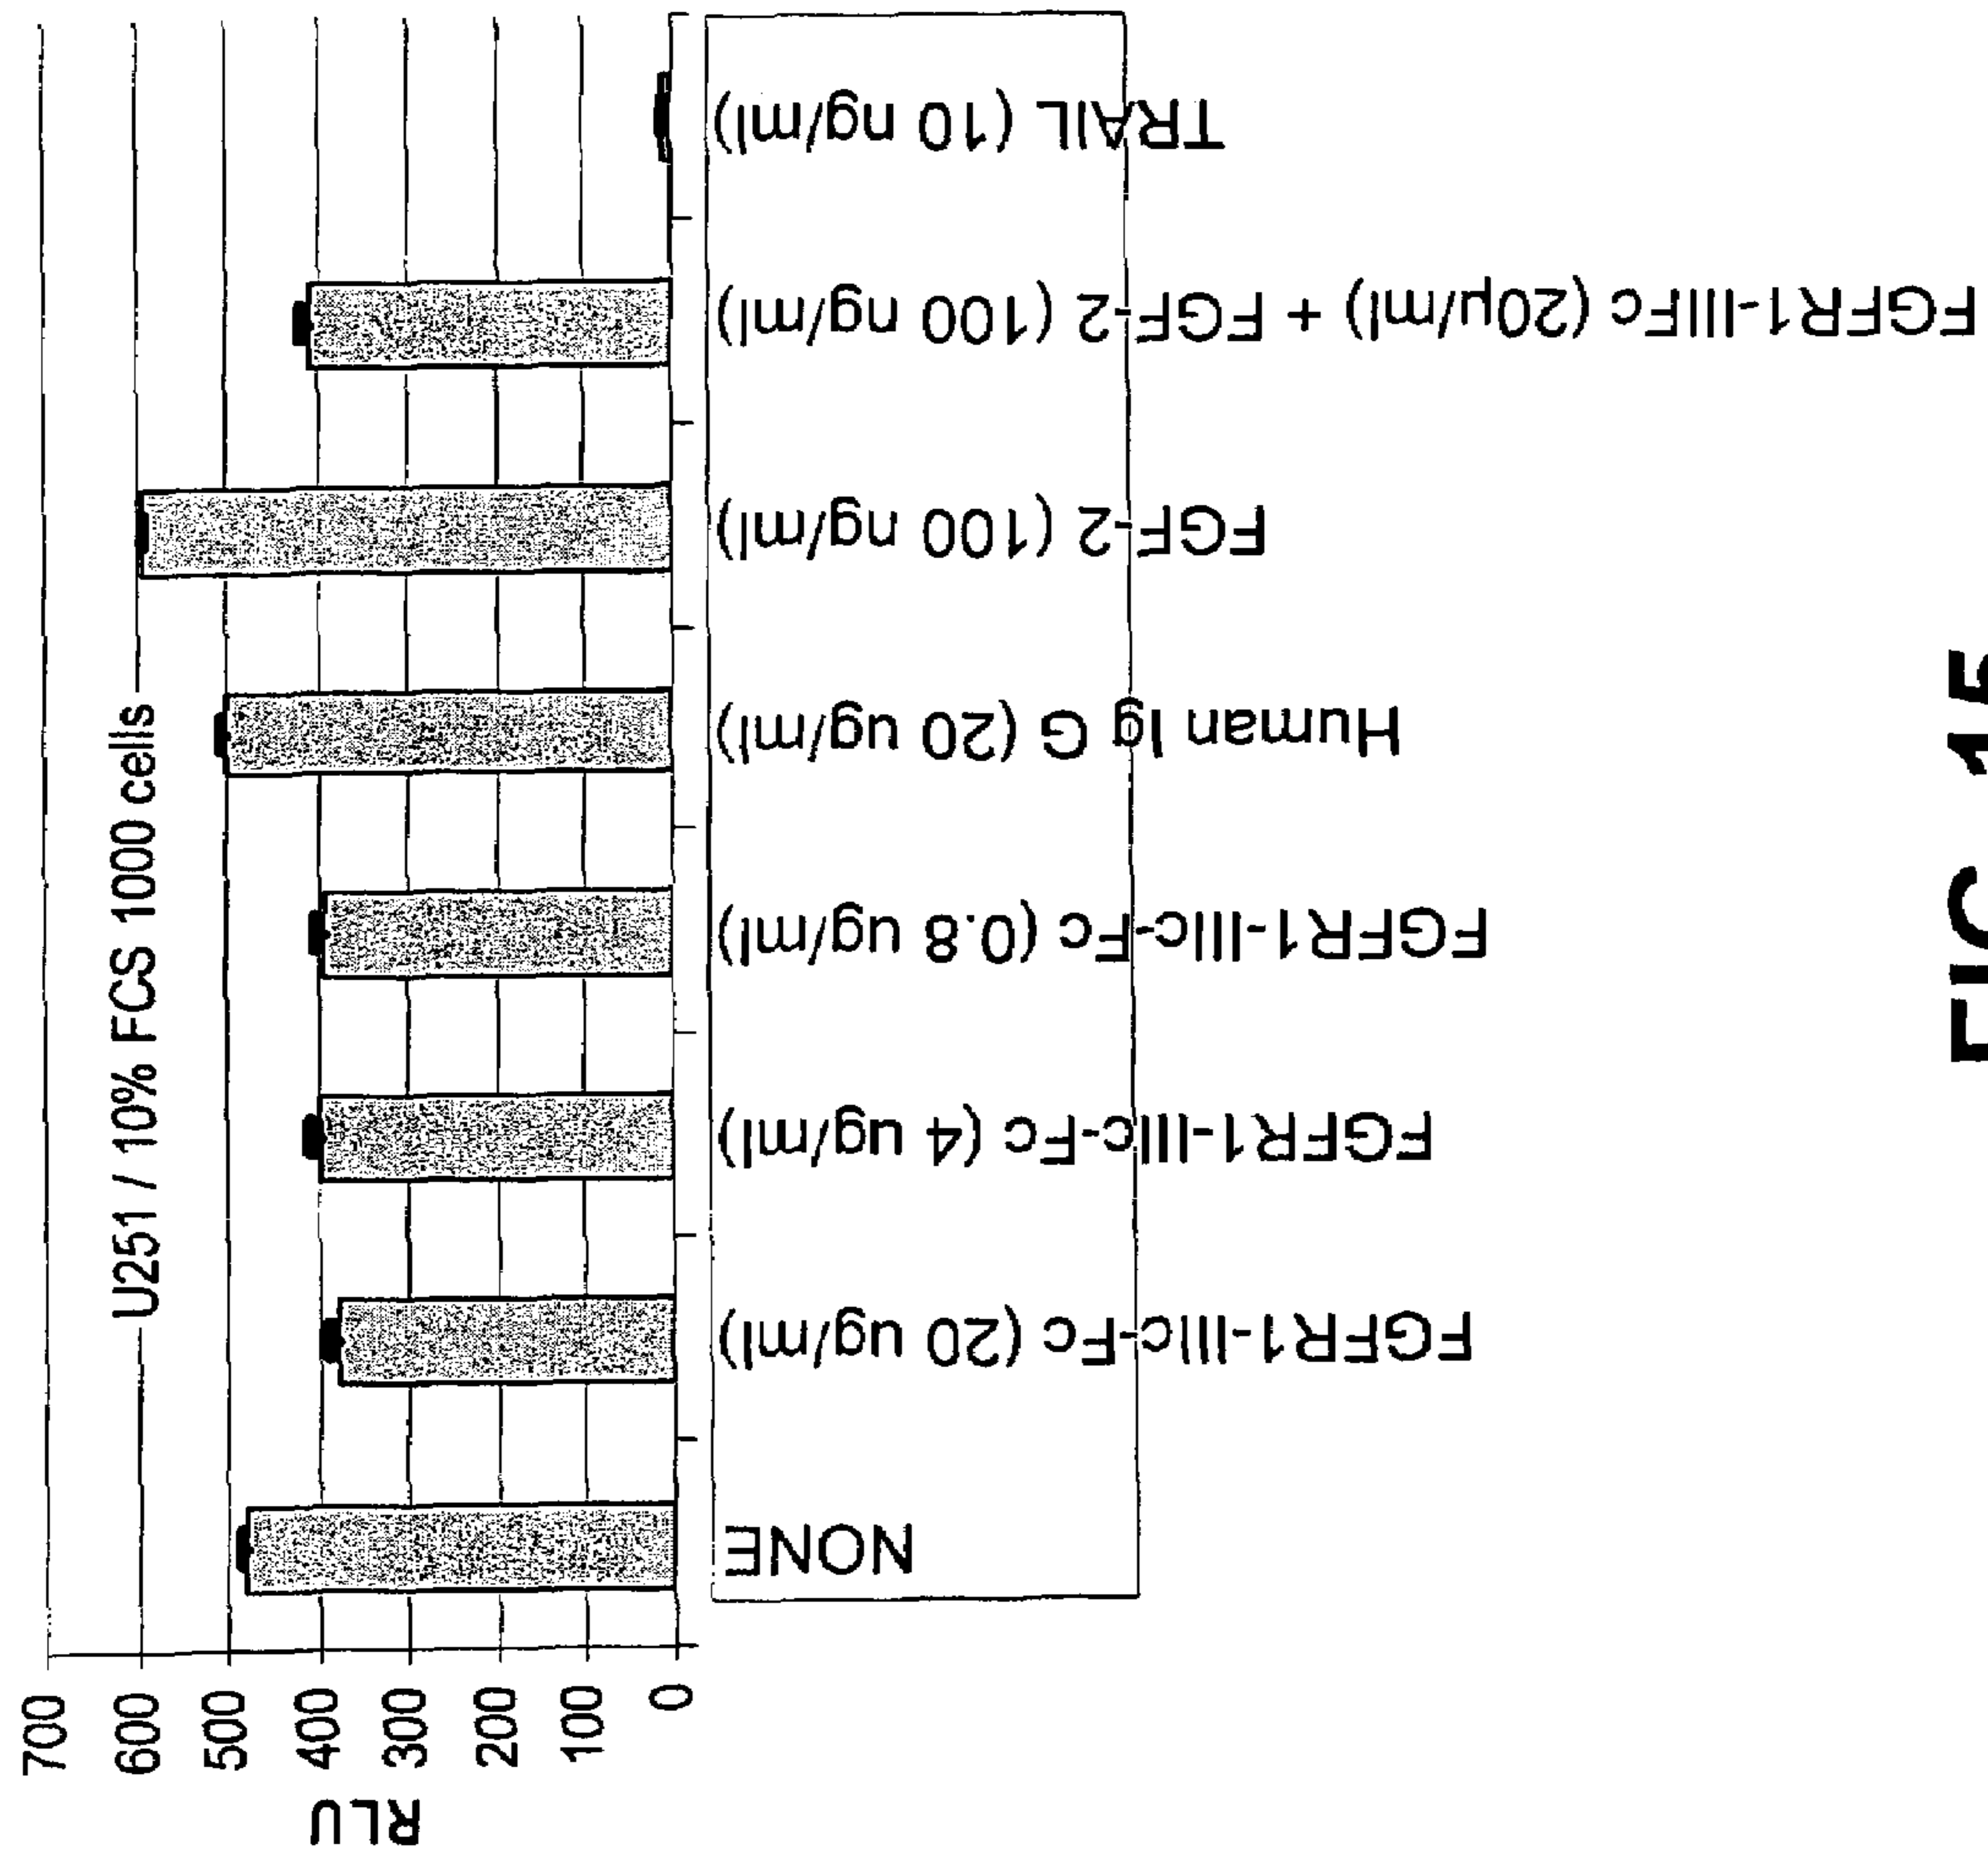 U251 / 10% FCS 1000 cells
RLU
700
600
500
400
300
200
100
0
NONE
FGFR1-IIIc-Fc (20 ug/ml)
FGFR1-IIIc-Fc (4 ug/ml)
FGFR1-IIIc-Fc (0.8 ug/ml)
Human Ig G (20 ug/ml)
FGF-2 (100 ng/ml)
FGFR1-IIIFc (20µ/ml) + FGF-2 (100 ng/ml)
TRAIL (10 ng/ml)
FIG. 15